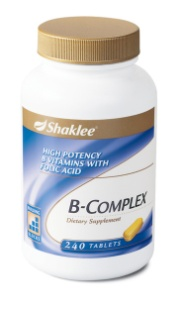 Shaklee®
HIGH POTENCY
B VITAMINS WITH
FOLIC ACID
B-COMPLEX
Dietary Supplement
240 TABLETS